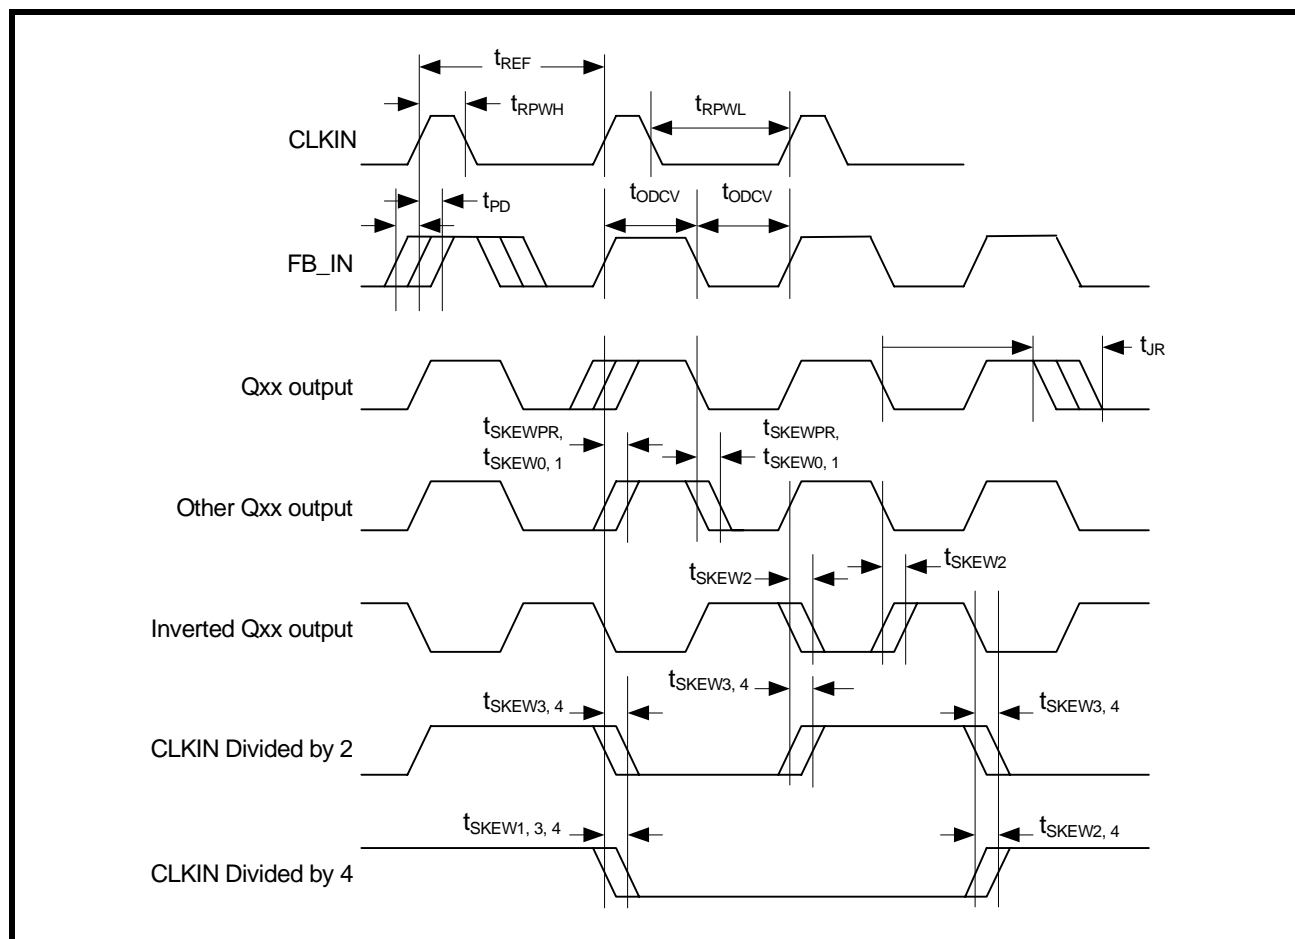 tREF
tRPWH
tRPWL
CLKIN
tODCV
tODCV
tPD
FB_IN
tJR
Qxx output
tSKEWPR,
tSKEW0, 1
tSKEWPR,
tSKEW0, 1
Other Qxx output
tSKEW2
tSKEW2
Inverted Qxx output
tSKEW3, 4
tSKEW3, 4
tSKEW3, 4
CLKIN Divided by 2
tSKEW1, 3, 4
tSKEW2, 4
CLKIN Divided by 4